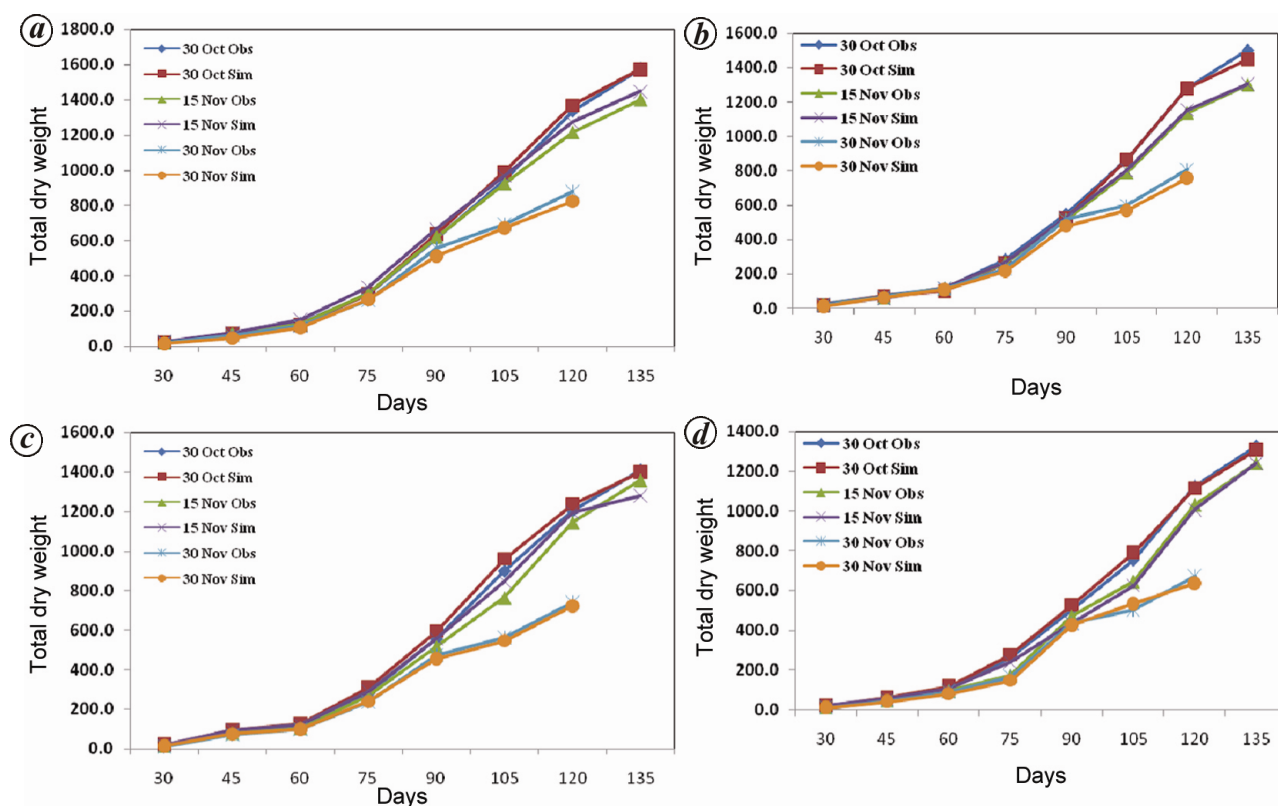 a
Total dry weight
1800.0
1600.0
1400.0
1200.0
1000.0
800.0
600.0
400.0
200.0
0.0
30 Oct Obs
30 Oct Sim
15 Nov Obs
15 Nov Sim
30 Nov Obs
30 Nov Sim
30 45 60 75 90 105 120 135
Days
b
Total dry weight
1600.0
1400.0
1200.0
1000.0
800.0
600.0
400.0
200.0
0.0
30 Oct Obs
30 Oct Sim
15 Nov Obs
15 Nov Sim
30 Nov Obs
30 Nov Sim
30 45 60 75 90 105 120 135
Days
c
Total dry weight
1600.0
1400.0
1200.0
1000.0
800.0
600.0
400.0
200.0
0.0
30 Oct Obs
30 Oct Sim
15 Nov Obs
15 Nov Sim
30 Nov Obs
30 Nov Sim
30 45 60 75 90 105 120 135
Days
d
Total dry weight
1400.0
1200.0
1000.0
800.0
600.0
400.0
200.0
0.0
30 Oct Obs
30 Oct Sim
15 Nov Obs
15 Nov Sim
30 Nov Obs
30 Nov Sim
30 45 60 75 90 105 120 135
Days